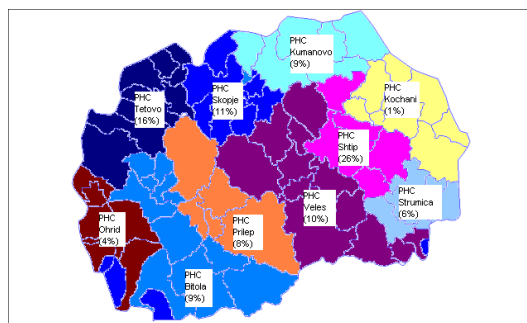 PHC
Kumanovo
(9%)
PHC
Tetovo
(16%)
PHC
Skopje
(11%)
PHC
Kochani
(1%)
PHC
Shtip
(26%)
PHC
Strumica
(6%)
PHC
Veles
(10%)
PHC
Ohrid
(4%)
PHC
Prilep
(8%)
PHC
Bitola
(9%)